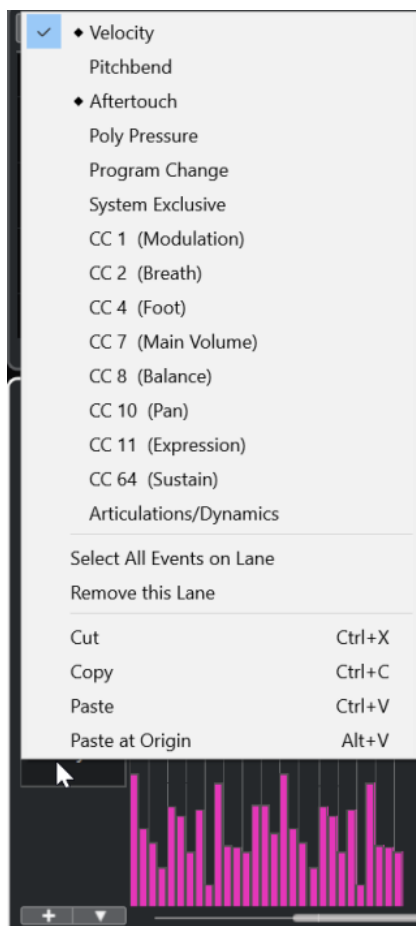 Velocity
Pitchbend
Aftertouch
Poly Pressure
Program Change
System Exclusive
CC 1 (Modulation)
CC 2 (Breath)
CC 4 (Foot)
CC 7 (Main Volume)
CC 8 (Balance)
CC 10 (Pan)
CC 11 (Expression)
CC 64 (Sustain)
Articulations/Dynamics
Select All Events on Lane
Remove this Lane
Cut Ctrl+X
Copy Ctrl+C
Paste Ctrl+V
Paste at Origin Alt+V